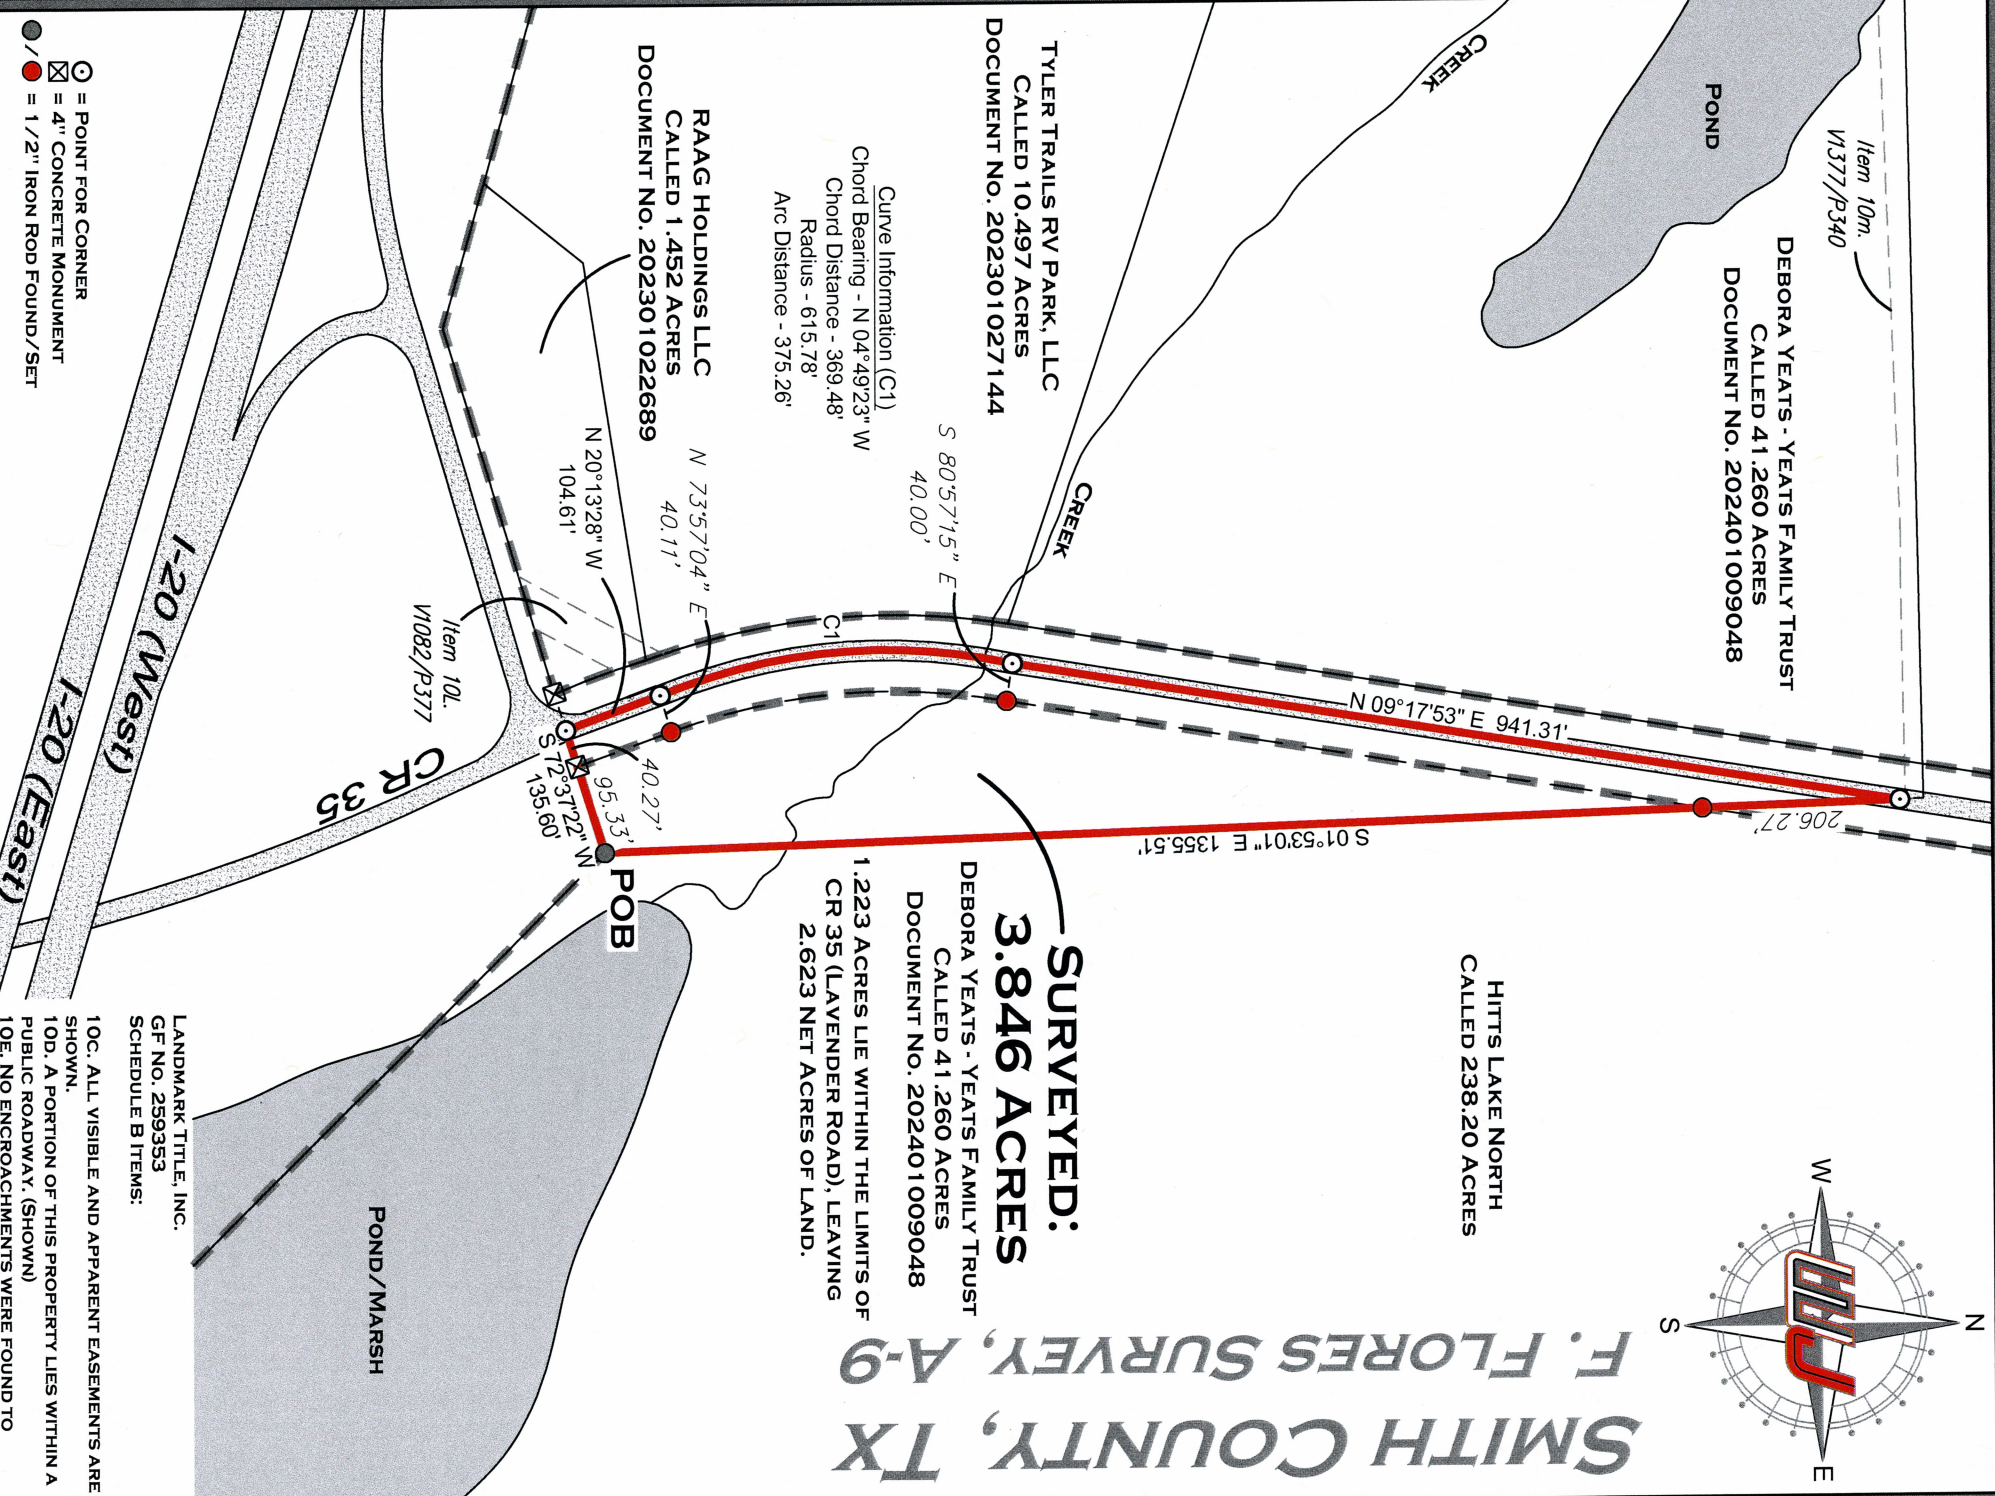 Item 10m.
V1377/P340
POND
CREEK
DEBORA YEATS - YEATS FAMILY TRUST
CALLED 41.260 ACRES
DOCUMENT NO. 202401009048
TYLER TRAILS RV PARK, LLC
CALLED 10.497 ACRES
DOCUMENT NO. 202301027144
CREEK
Curve Information (C1)
Chord Bearing - N 04°49'23" W
Chord Distance - 369.48'
Radius - 615.78'
Arc Distance - 375.26'
S 80°57'15" E
40.00'
RAAG HOLDINGS LLC
CALLED 1.452 ACRES
DOCUMENT NO. 202301022689
N 73°57'04" E
40.11'
N 20°13'28" W
104.61'
C1
N 09°17'53" E 941.31'
206.27'
S 01°53'01" E 1355.51'
Item 10L.
V1082/P377
40.27'
95.33'
S 72°37'22" W
135.60'
POB
CR 35
I-20 (WEST)
I-20 (EAST)
= POINT FOR CORNER
= 4" CONCRETE MONUMENT
/ = 1/2" IRON ROD FOUND/SET
HITTS LAKE NORTH
CALLED 238.20 ACRES
SURVEYED:
3.846 ACRES
DEBORA YEATS - YEATS FAMILY TRUST
CALLED 41.260 ACRES
DOCUMENT NO. 202401009048
1.223 ACRES LIE WITHIN THE LIMITS OF
CR 35 (LAVENDER ROAD), LEAVING
2.623 NET ACRES OF LAND.
POND/MARSH
N
W
E
S
HWJ
SMITH COUNTY, TX
F. FLORES SURVEY, A-9
LANDMARK TITLE, INC.
GF NO. 259353
SCHEDULE B ITEMS:
10C. ALL VISIBLE AND APPARENT EASEMENTS ARE
SHOWN.
10D. A PORTION OF THIS PROPERTY LIES WITHIN A
PUBLIC ROADWAY. (SHOWN)
10E. NO ENCROACHMENTS WERE FOUND TO